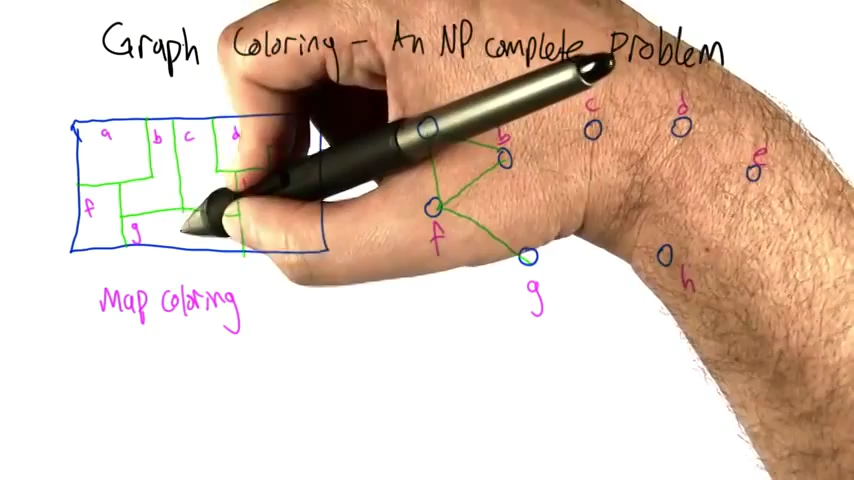 Graph Coloring - An NP complete Problem
a b c d
f
g
b c d
e
f
h
g
Map Coloring